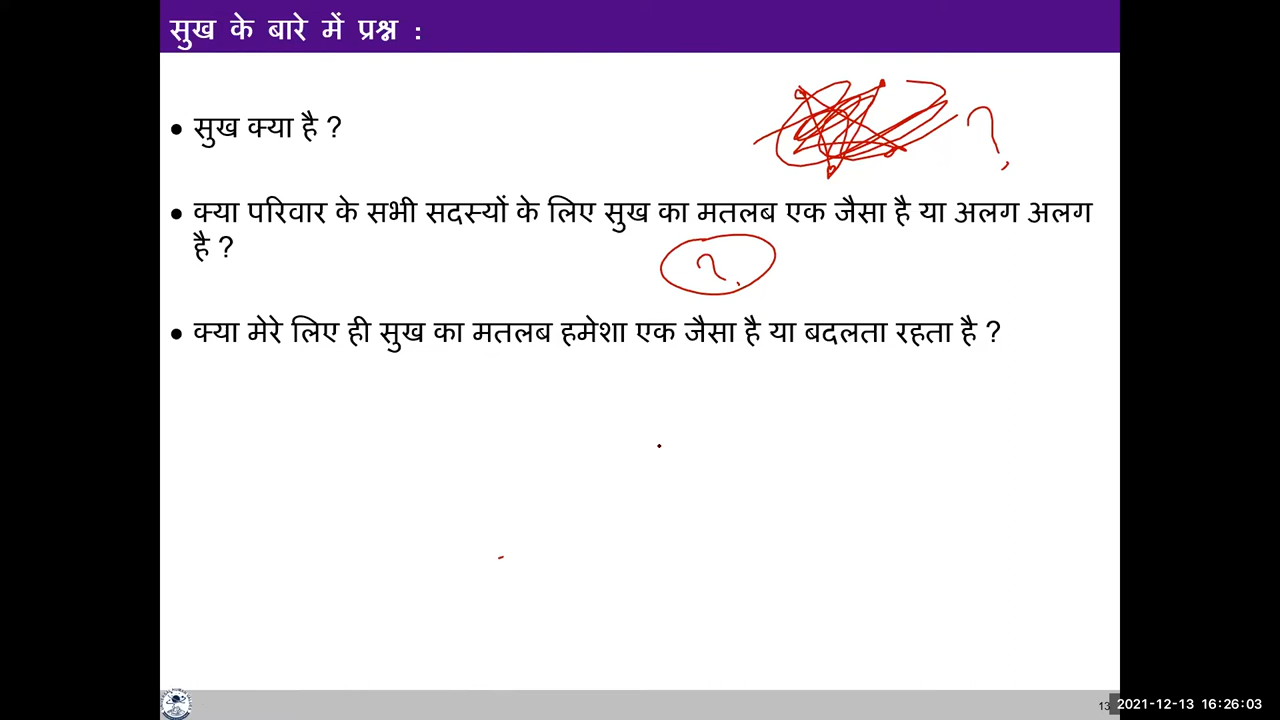 सुख के बारे में प्रश्न :
• सुख क्या है ?
?
• क्या परिवार के सभी सदस्यों के लिए सुख का मतलब एक जैसा है या अलग अलग
है ?
?
• क्या मेरे लिए ही सुख का मतलब हमेशा एक जैसा है या बदलता रहता है ?
13
2021-12-13 16:26:03